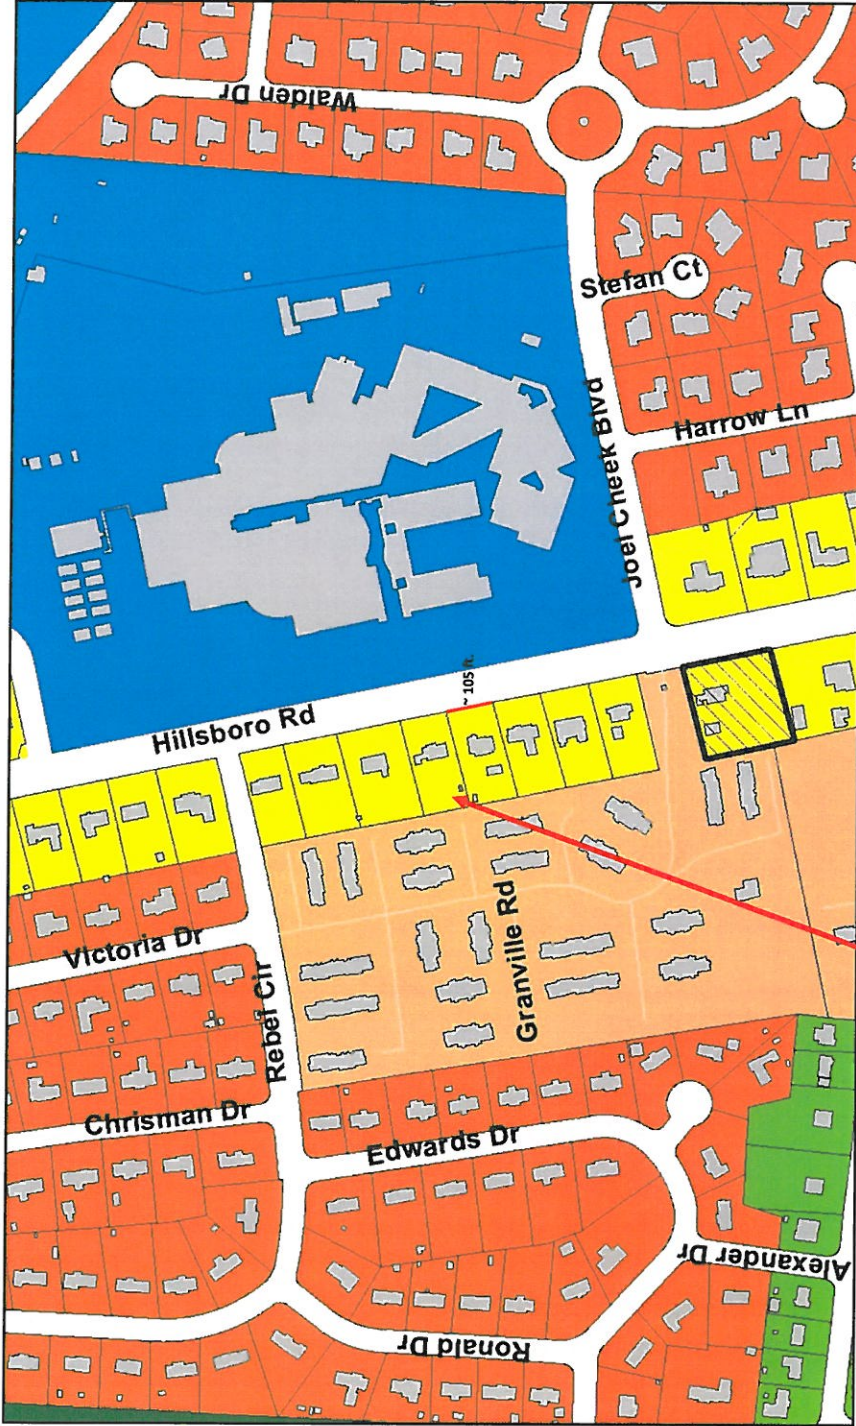 Walden Dr
Stefan Ct
Joel Cheek Blvd
Harrow Ln
~ 105 ft.
Hillsboro Rd
Victoria Dr
Rebel Cir
Granville Rd
Chrisman Dr
Edwards Dr
Alexander Dr
Ronald Dr